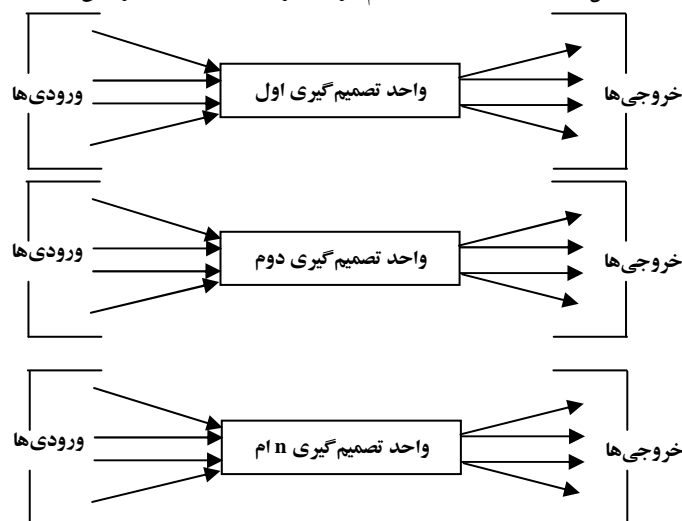 ورودی‌ها
واحد تصمیم‌گیری اول
خروجی‌ها
ورودی‌ها
واحد تصمیم‌گیری دوم
خروجی‌ها
ورودی‌ها
واحد تصمیم‌گیری n ام
خروجی‌ها